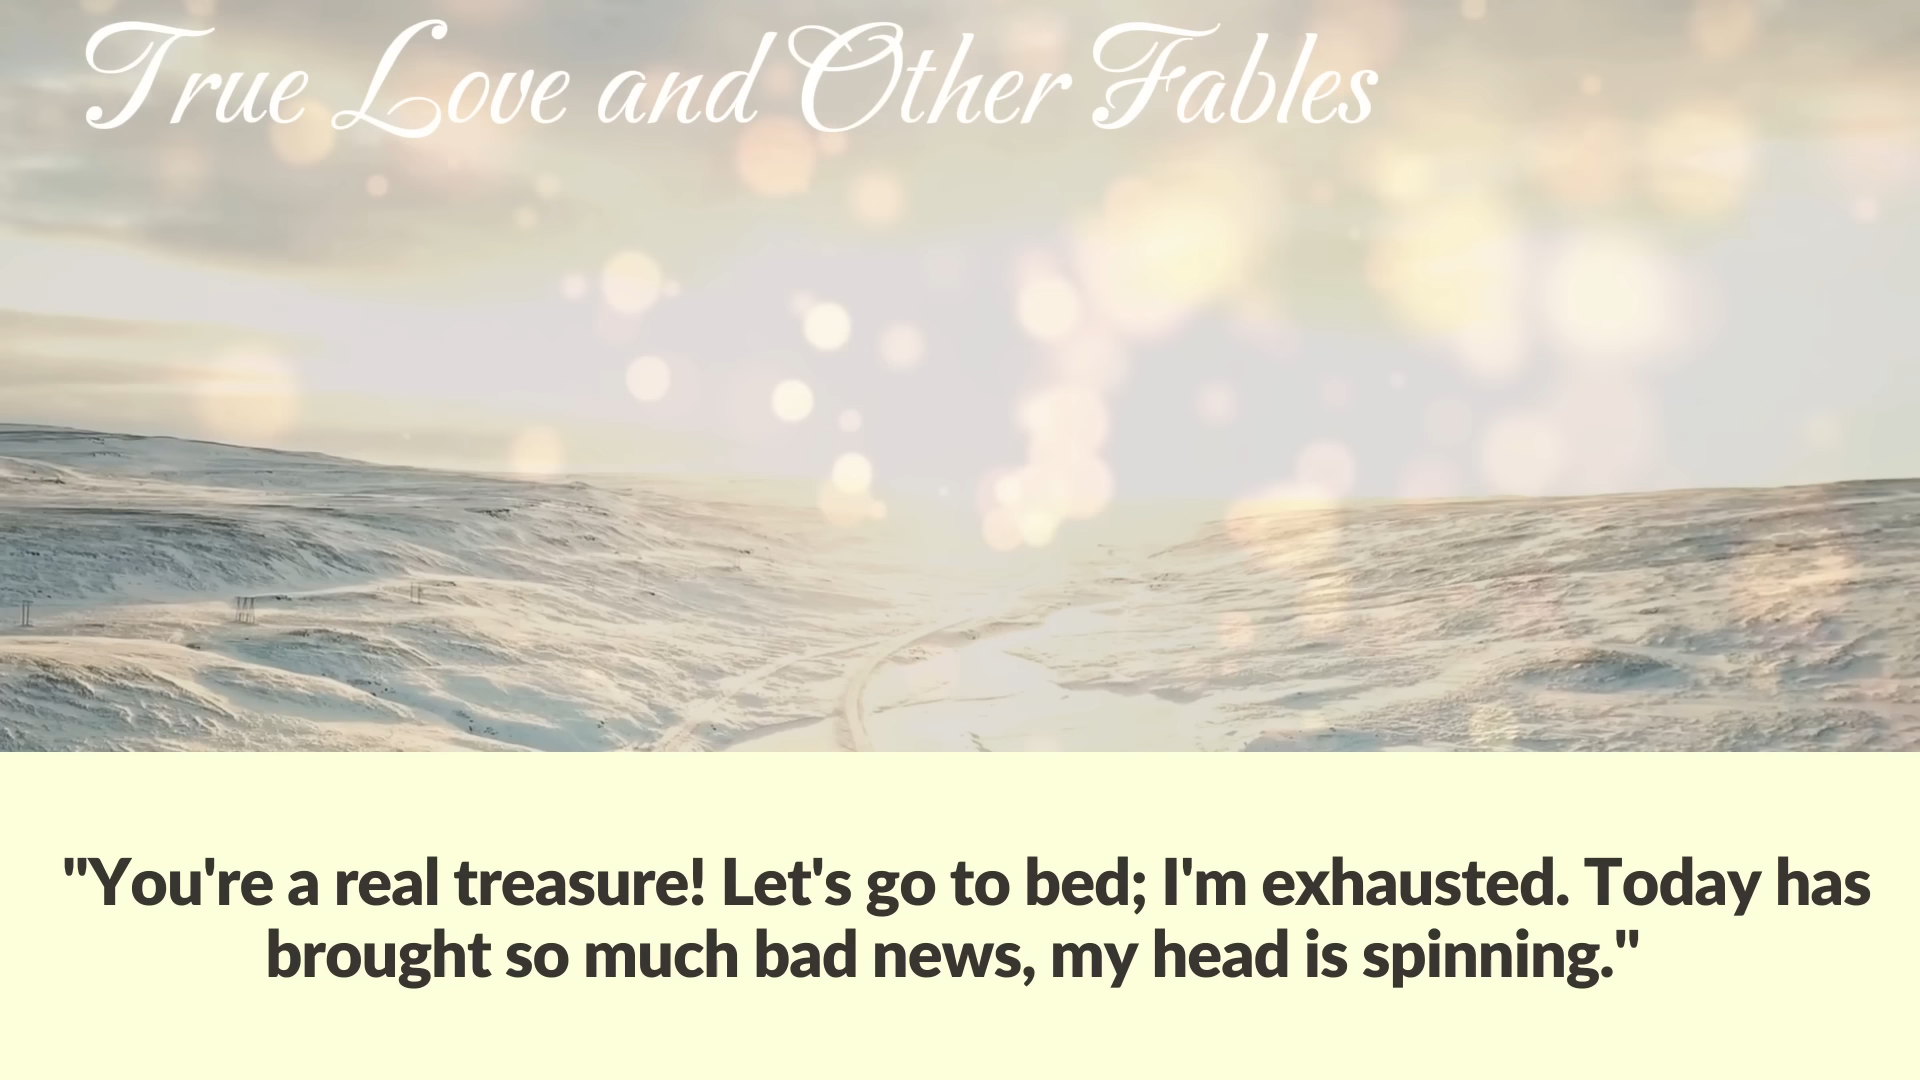 True Love and Other Fables
"You're a real treasure! Let's go to bed; I'm exhausted. Today has
brought so much bad news, my head is spinning."